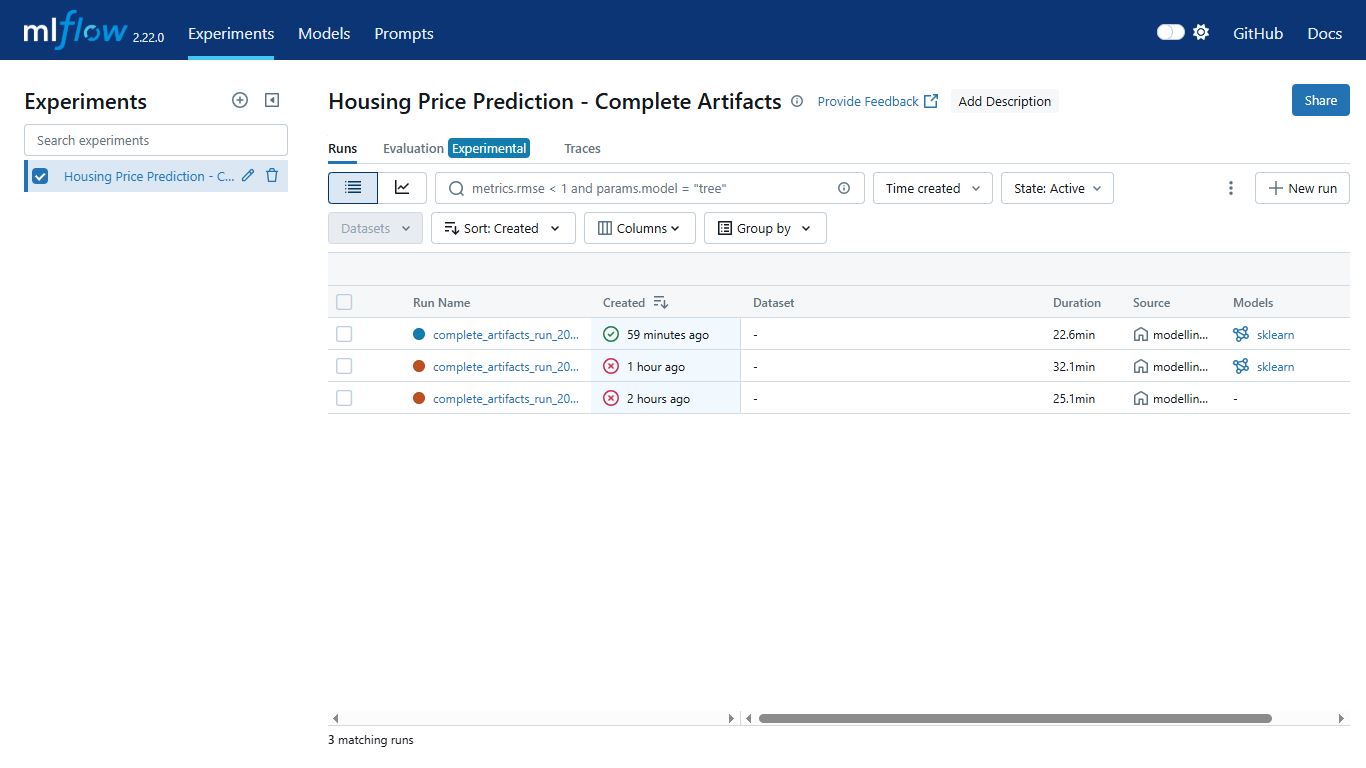 mlflow 2.22.0 Experiments Models Prompts GitHub Docs
Experiments
Search experiments
Housing Price Prediction - C...
Housing Price Prediction - Complete Artifacts Provide Feedback Add Description Share
Runs Evaluation Experimental Traces
metrics.rmse < 1 and params.model = "tree" Time created State: Active New run
Datasets Sort: Created Columns Group by
Run Name Created Dataset Duration Source Models
complete_artifacts_run_20... 59 minutes ago - 22.6min modellin... sklearn
complete_artifacts_run_20... 1 hour ago - 32.1min modellin... sklearn
complete_artifacts_run_20... 2 hours ago - 25.1min modellin... -
3 matching runs